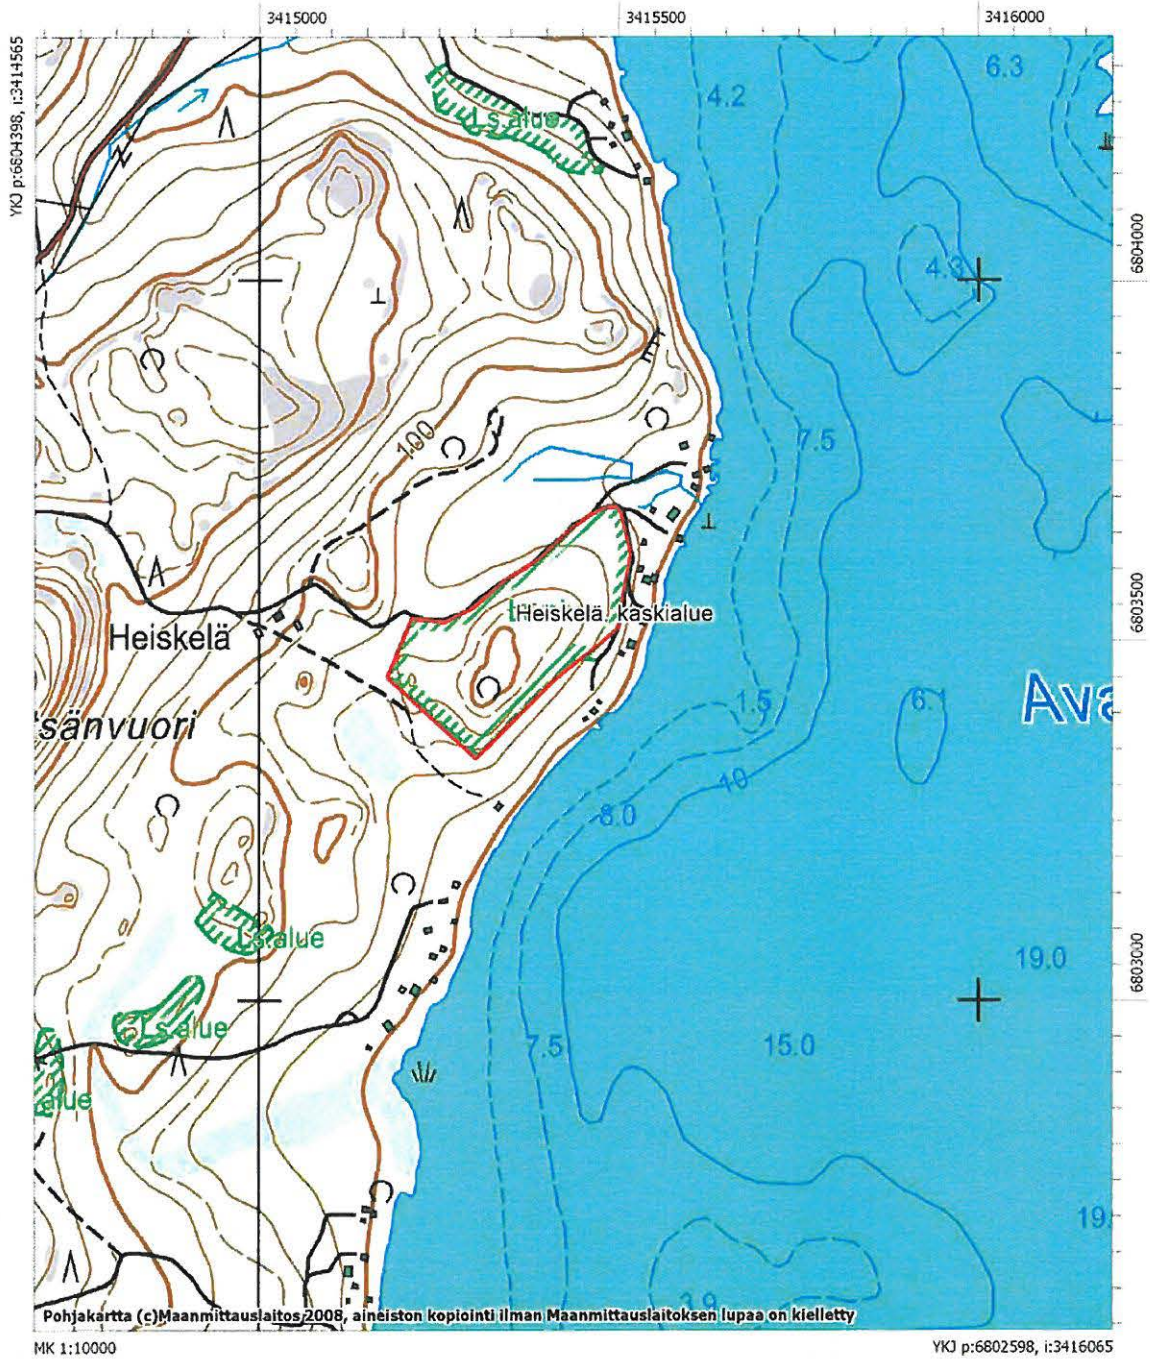 3415000
3415500
3416000
YKJ p:6804398, i:3414565
6.3
4.2
Ls.alue
6804000
4.3
7.5
100
6803500
Heiskelä, kaskialue
Heiskelä
1.5
6.1
Ava
sänvuori
10
8.0
Ls.alue
19.0
6803000
Ls.alue
7.5
15.0
alue
19.
3.9
Pohjakartta (c)Maanmittauslaitos 2008, aineiston kopiointi ilman Maanmittauslaitoksen lupaa on kielletty
MK 1:10000
YKJ p:6802598, i:3416065